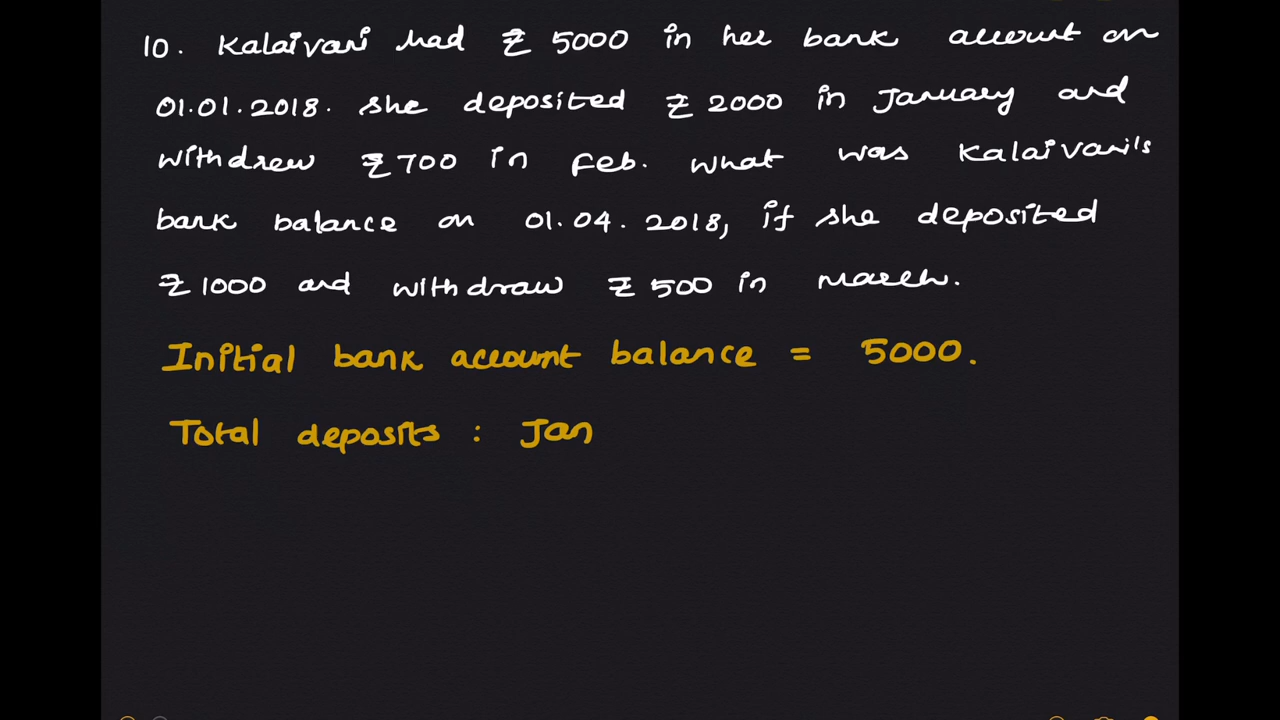 10. Kalaivani had ₹ 5000 in her bank account on
01.01.2018. she deposited ₹ 2000 in January and
withdrew ₹ 700 in Feb. what was Kalaivani's
bank balance on 01.04.2018, if she deposited
₹ 1000 and withdraw ₹ 500 in march.
Initial bank account balance = 5000.
Total deposits : Jan